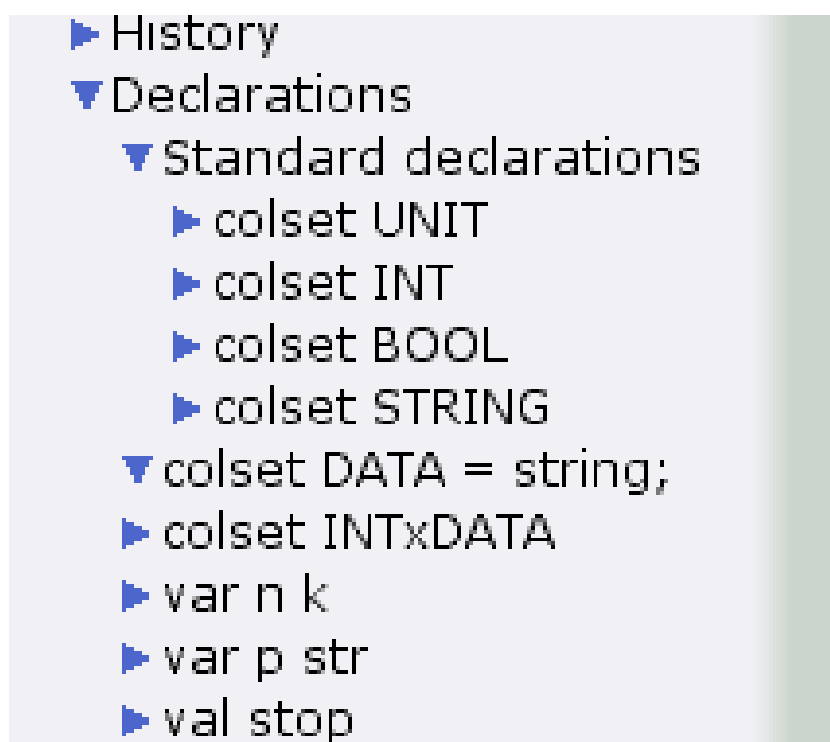 History
Declarations
Standard declarations
colset UNIT
colset INT
colset BOOL
colset STRING
colset DATA = string;
colset INTxDATA
var n k
var p str
val stop